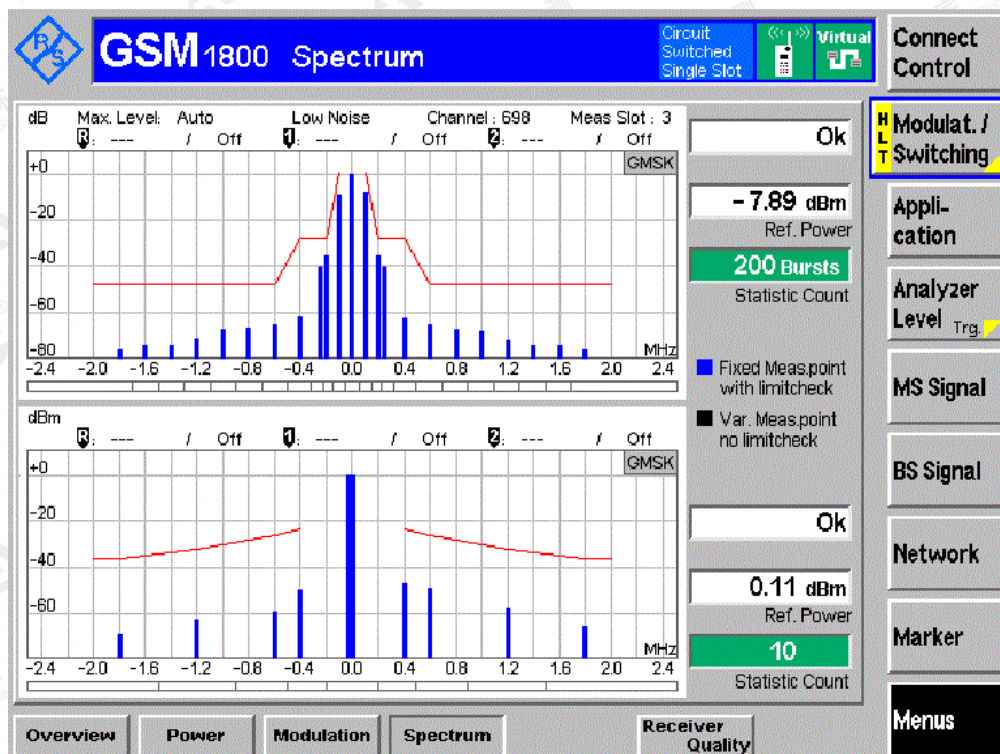 R S
GSM 1800 Spectrum
Circuit Switched Single Slot
Virtual
Connect Control
dB Max. Level: Auto Low Noise Channel : 698 Meas Slot : 3
R : --- / Off 1 : --- / Off 2 : --- / Off
GMSK
+0
-20
-40
-60
-80
MHz
-2.4 -2.0 -1.6 -1.2 -0.8 -0.4 0.0 0.4 0.8 1.2 1.6 2.0 2.4
Ok
-7.89 dBm
Ref. Power
200 Bursts
Statistic Count
Fixed Meas.point
with limitcheck
Var. Meas.point
no limitcheck
dBm
R : --- / Off 1 : --- / Off 2 : --- / Off
GMSK
+0
-20
-40
-60
MHz
-2.4 -2.0 -1.6 -1.2 -0.8 -0.4 0.0 0.4 0.8 1.2 1.6 2.0 2.4
Ok
0.11 dBm
Ref. Power
10
Statistic Count
HLT
Modulat. /
Switching
Appli-
cation
Analyzer
Level Trg.
MS Signal
BS Signal
Network
Marker
Menus
Overview Power Modulation Spectrum Receiver Quality